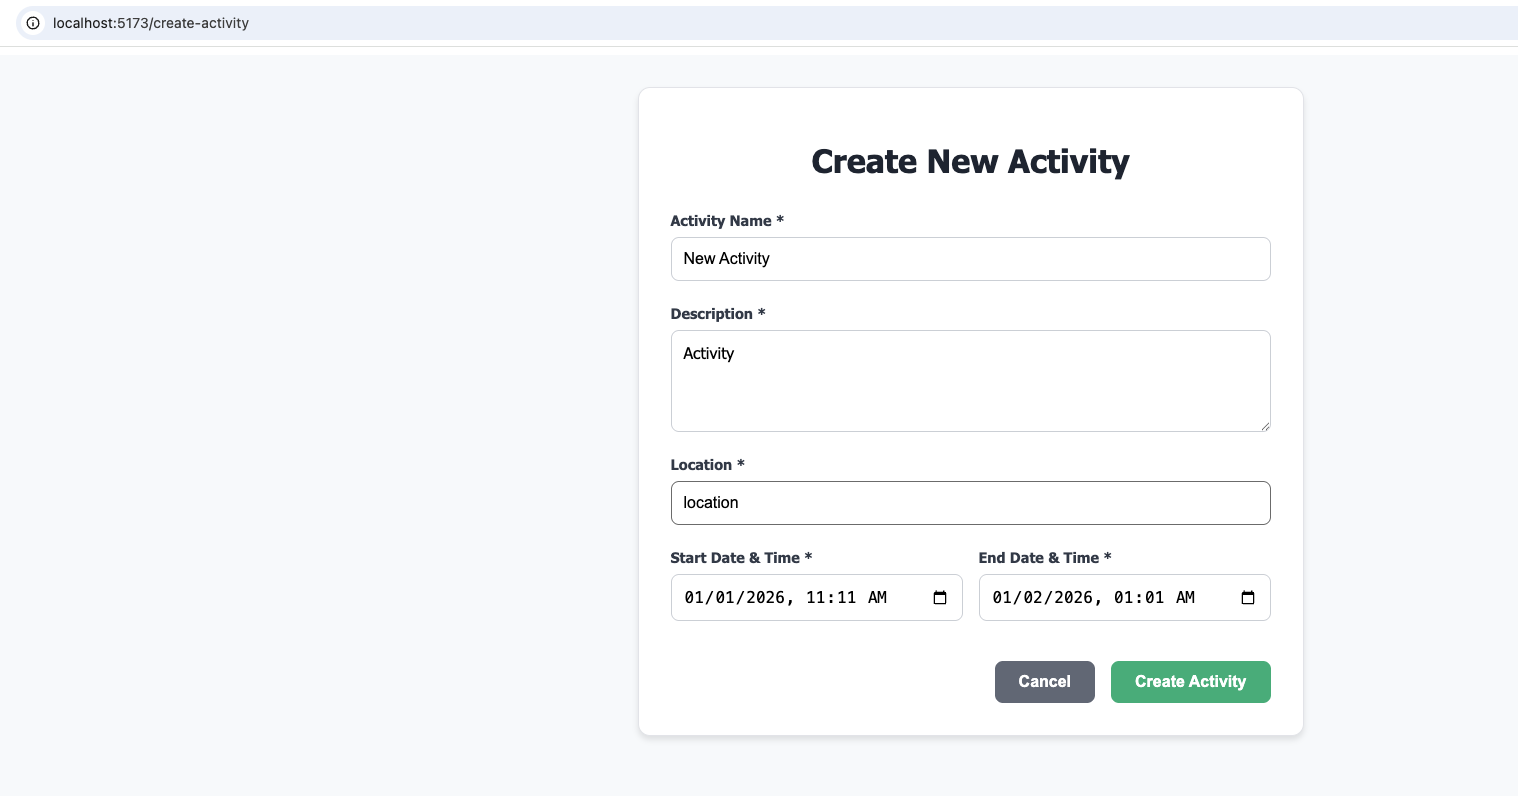 localhost:5173/create-activity
Create New Activity
Activity Name *
New Activity
Description *
Activity
Location *
location
Start Date & Time * End Date & Time *
01/01/2026, 11:11 AM 01/02/2026, 01:01 AM
Cancel Create Activity